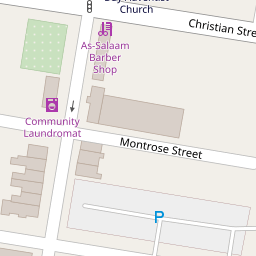 Church
Christian Stre
As-Salaam
Barber
Shop
Community
Laundromat
Montrose Street
P